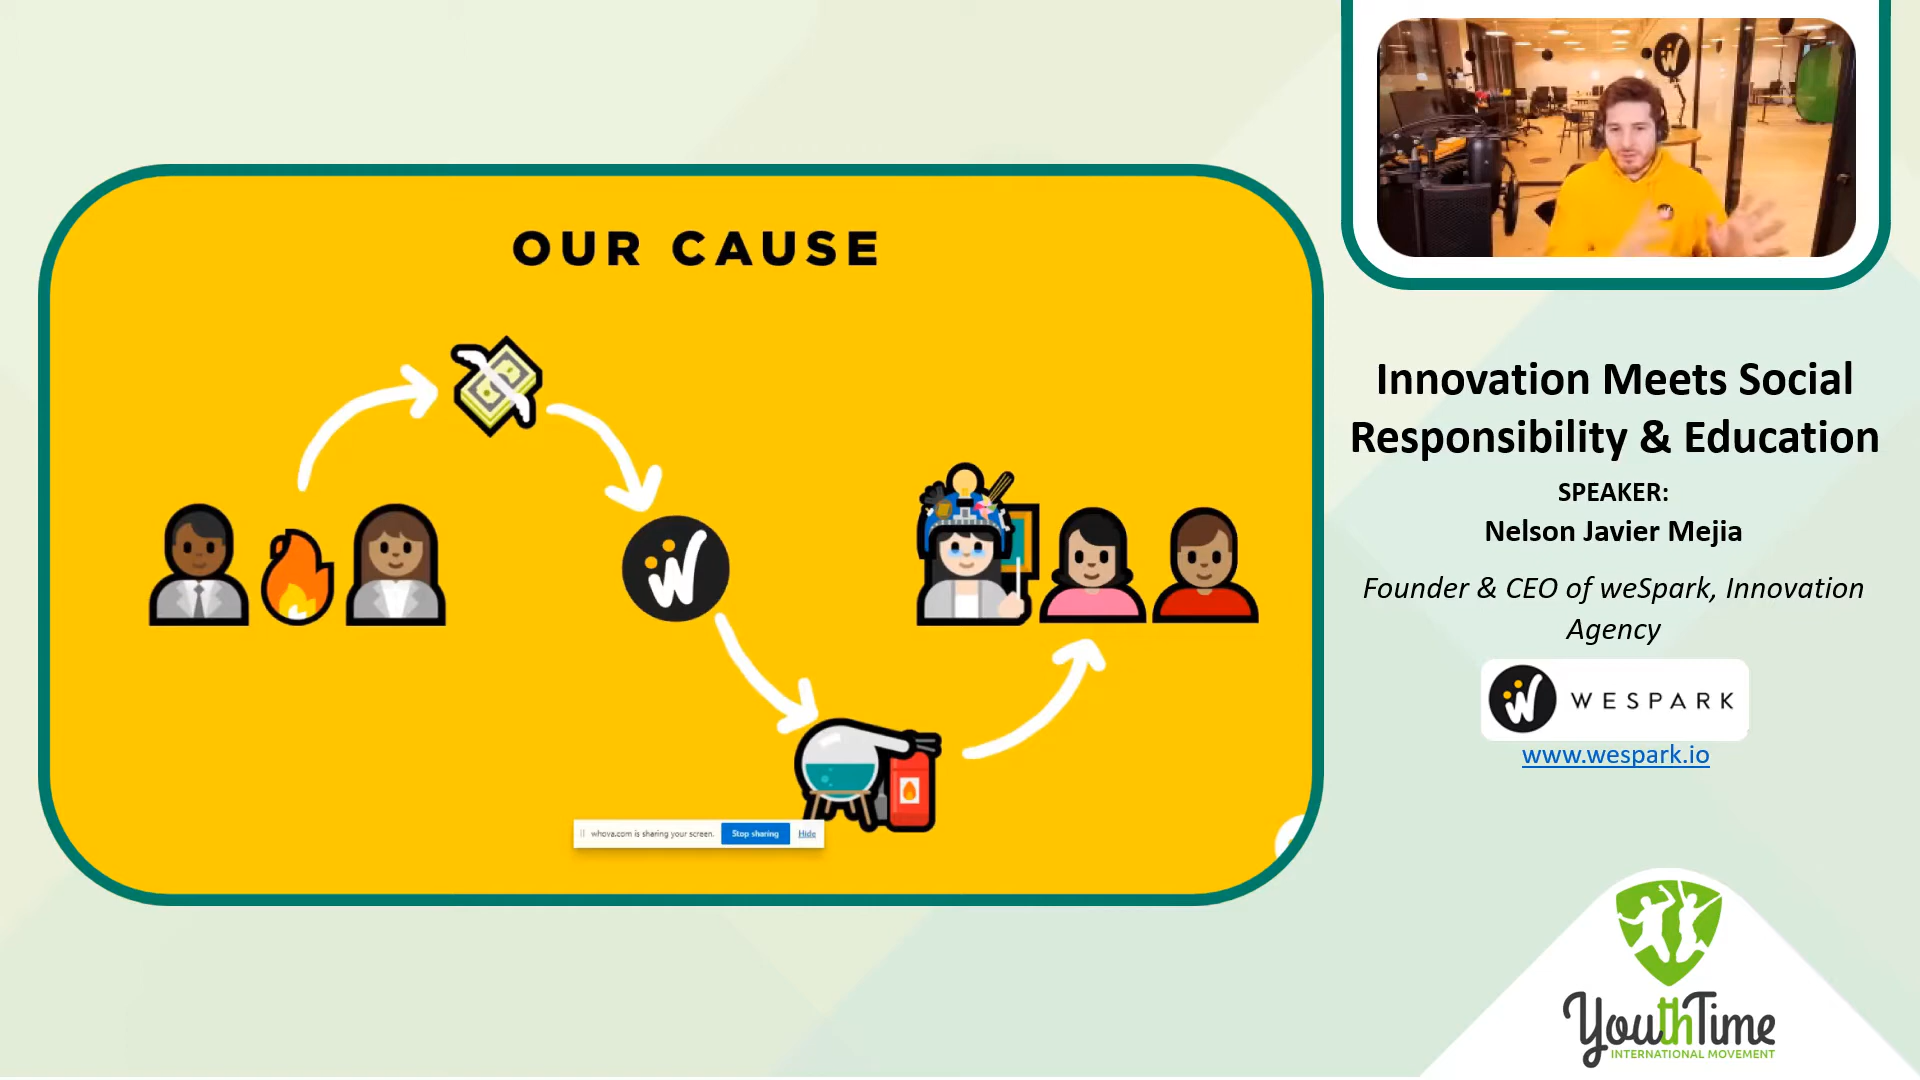 OUR CAUSE
whova.com is sharing your screen.
Stop sharing
Hide
Innovation Meets Social
Responsibility & Education
SPEAKER:
Nelson Javier Mejia
Founder & CEO of weSpark, Innovation
Agency
WESPARK
www.wespark.io
YouthTime
INTERNATIONAL MOVEMENT